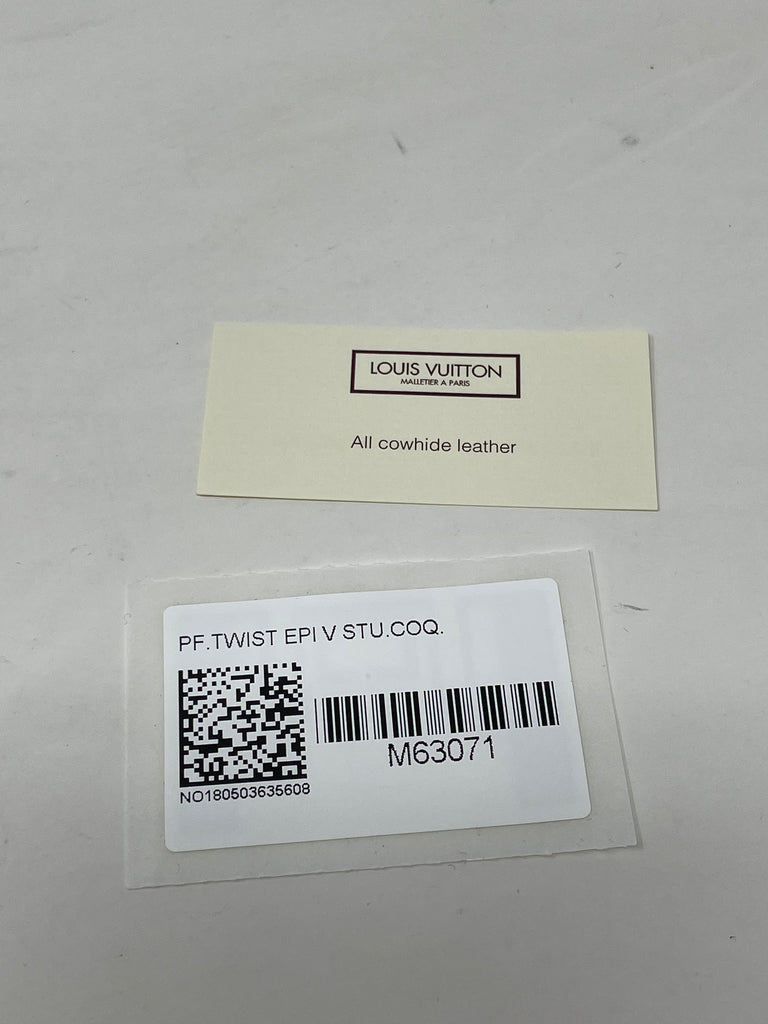 LOUIS VUITTON
MALLETIER A PARIS
All cowhide leather
PF.TWIST EPI V STU.COQ.
M63071
NO180503635608